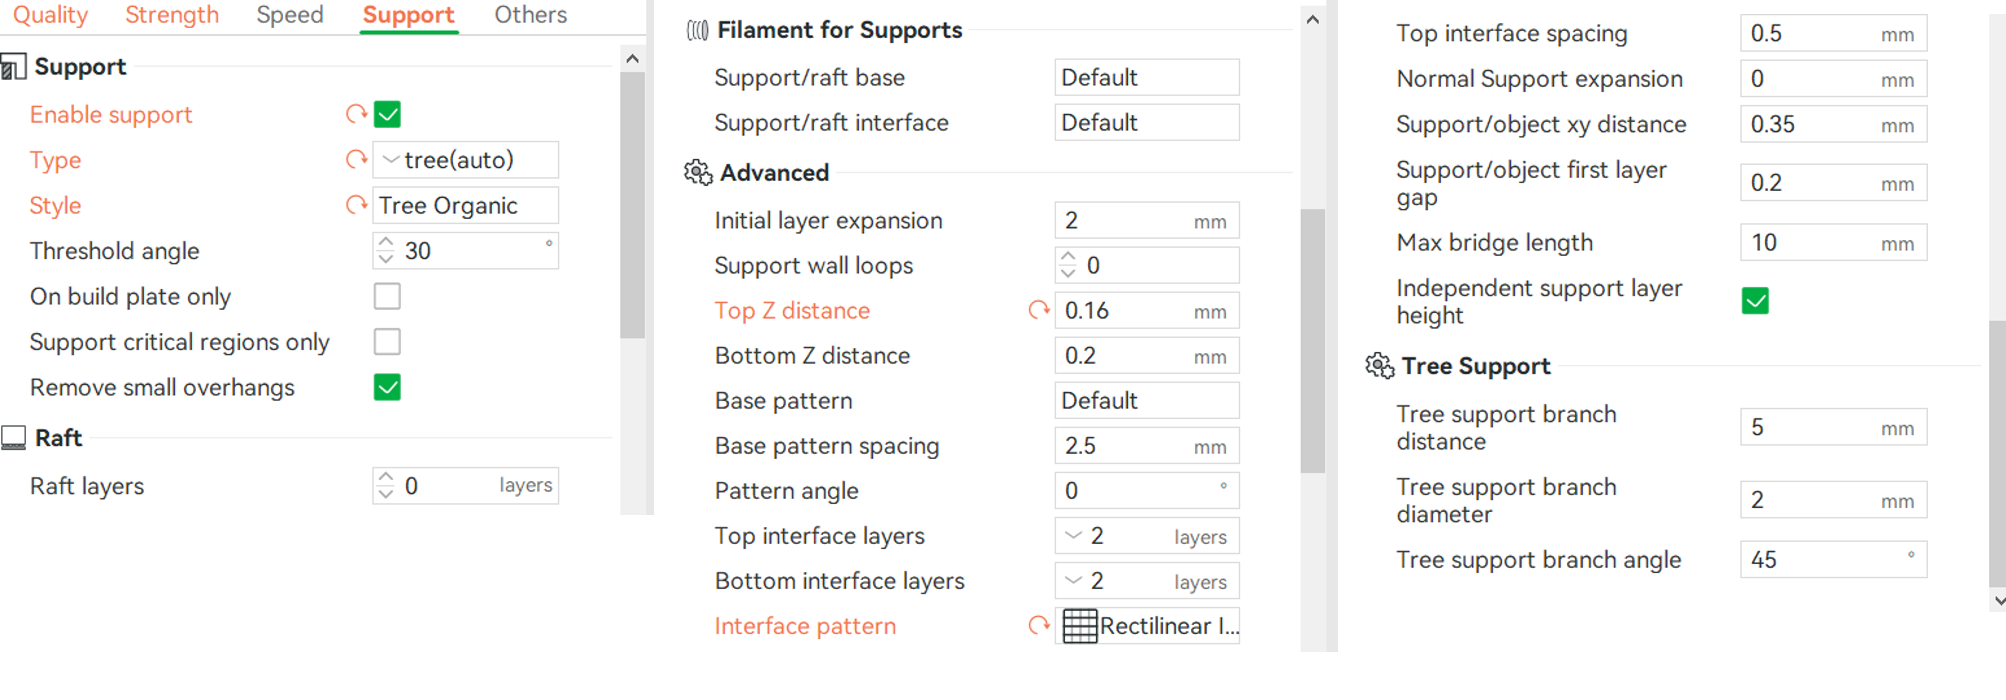 Quality Strength Speed Support Others
Support
Enable support
Type tree(auto)
Style Tree Organic
Threshold angle 30 °
On build plate only
Support critical regions only
Remove small overhangs
Raft
Raft layers 0 layers
Filament for Supports
Support/raft base Default
Support/raft interface Default
Advanced
Initial layer expansion 2 mm
Support wall loops 0
Top Z distance 0.16 mm
Bottom Z distance 0.2 mm
Base pattern Default
Base pattern spacing 2.5 mm
Pattern angle 0 °
Top interface layers 2 layers
Bottom interface layers 2 layers
Interface pattern Rectilinear I...
Top interface spacing 0.5 mm
Normal Support expansion 0 mm
Support/object xy distance 0.35 mm
Support/object first layer
gap 0.2 mm
Max bridge length 10 mm
Independent support layer
height
Tree Support
Tree support branch
distance 5 mm
Tree support branch
diameter 2 mm
Tree support branch angle 45 °